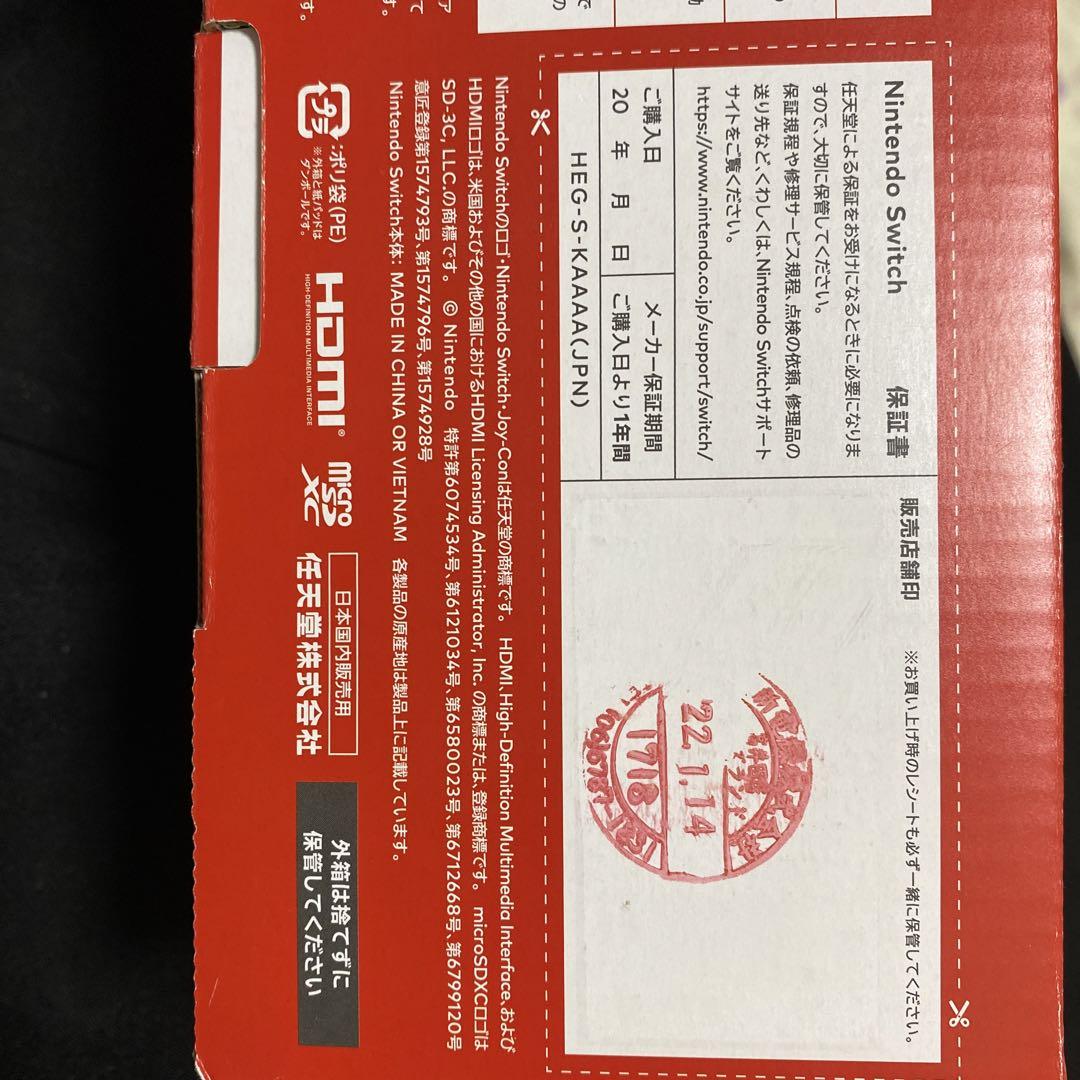 Nintendo Switch 保証書
任天堂による保証をお受けになるときに必要になりま
すので、大切に保管してください。
保証規程や修理サービス規程、点検の依頼、修理品の
送り先など、くわしくは、Nintendo Switchサポート
サイトをご覧ください。
https://www.nintendo.co.jp/support/switch/
ご購入日
20 年 月 日
メーカー保証期間
ご購入日より1年間
HEG-S-KAAAA(JPN)
販売店舗印
※お買い上げ時のレシートも必ず一緒に保管してください。
'22.1.14
1718
Nintendo Switchのロゴ・Nintendo Switch・Joy-Conは任天堂の商標です。 HDMI、High-Definition Multimedia Interface、および
HDMIロゴは、米国およびその他の国におけるHDMI Licensing Administrator, Inc. の商標または、登録商標です。 microSDXCロゴは
SD-3C, LLC.の商標です。 © Nintendo 特許第6074534号、第6121034号、第6580023号、第6712668号、第6799120号
意匠登録第1574793号、第1574796号、第1574928号
Nintendo Switch本体: MADE IN CHINA OR VIETNAM 各製品の原産地は製品上に記載しています。
プラ
:ポリ袋(PE)
※外箱と紙パッドは
ダンボールです。
HDMI®
HIGH-DEFINITION MULTIMEDIA INTERFACE
micro
SD
XC
日本国内販売用
任天堂株式会社
外箱は捨てずに
保管してください